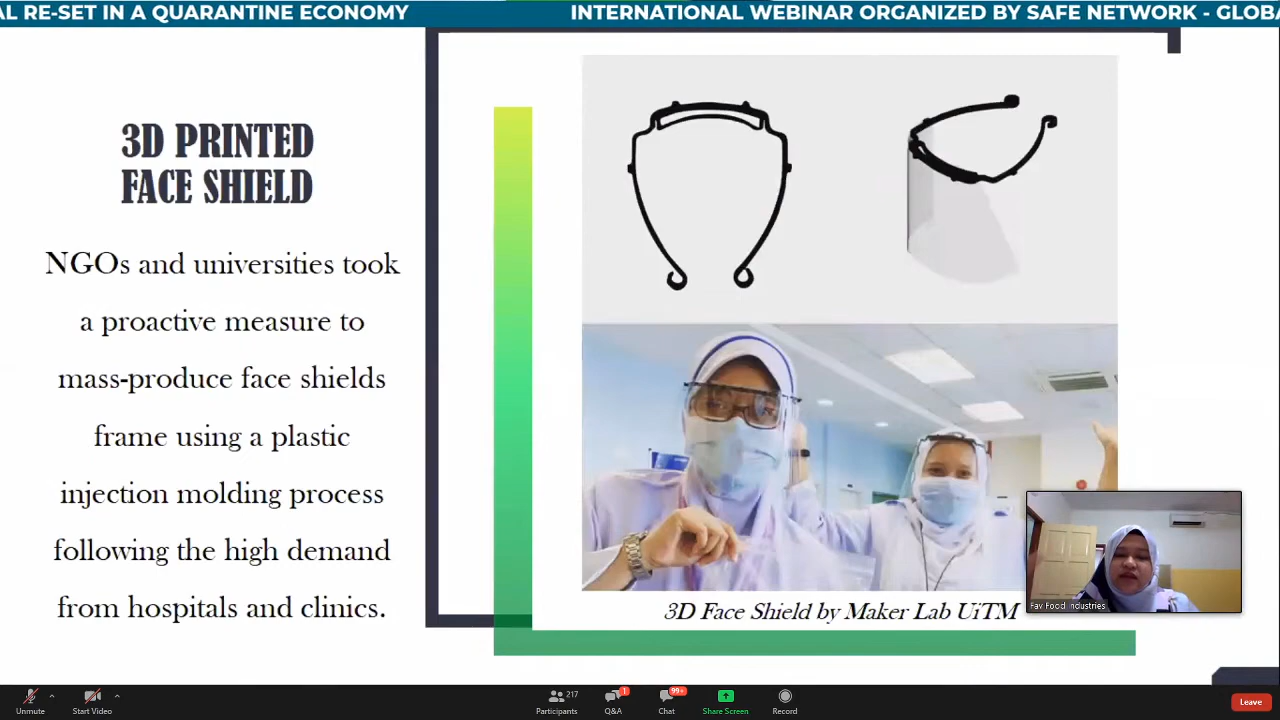 AL RE-SET IN A QUARANTINE ECONOMY
INTERNATIONAL WEBINAR ORGANIZED BY SAFE NETWORK - GLOBA
3D PRINTED
FACE SHIELD
NGOs and universities took
a proactive measure to
mass-produce face shields
frame using a plastic
injection molding process
following the high demand
from hospitals and clinics.
3D Face Shield by Maker Lab UiTM
Fav Food Industries
Unmute
Start Video
217
Participants
1
Q&A
99+
Chat
Share Screen
Record
Leave